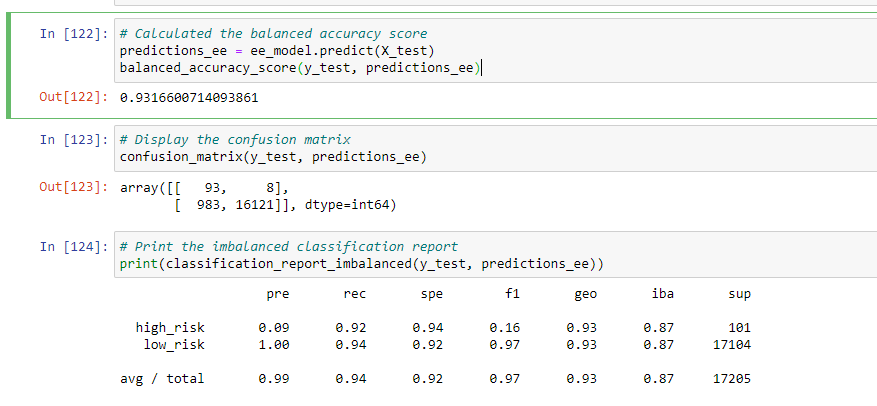 In [122]: # Calculated the balanced accuracy score
predictions_ee = ee_model.predict(X_test)
balanced_accuracy_score(y_test, predictions_ee)
Out[122]: 0.9316600714093861
In [123]: # Display the confusion matrix
confusion_matrix(y_test, predictions_ee)
Out[123]: array([[   93,     8],
       [  983, 16121]], dtype=int64)
In [124]: # Print the imbalanced classification report
print(classification_report_imbalanced(y_test, predictions_ee))
pre rec spe f1 geo iba sup
high_risk 0.09 0.92 0.94 0.16 0.93 0.87 101
low_risk 1.00 0.94 0.92 0.97 0.93 0.87 17104
avg / total 0.99 0.94 0.92 0.97 0.93 0.87 17205